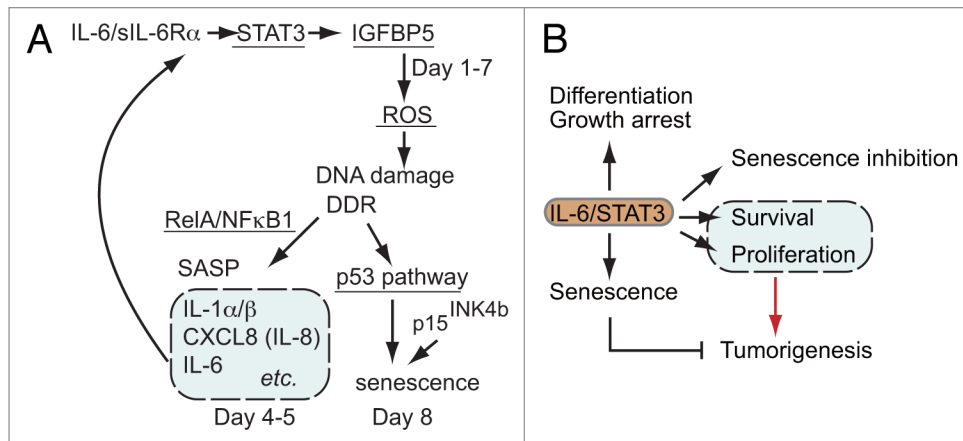 A
IL-6/sIL-6Rα STAT3 IGFBP5
Day 1-7
ROS
DNA damage
DDR
RelA/NFκB1
SASP
p53 pathway
IL-1α/β
CXCL8 (IL-8)
IL-6
etc.
p15INK4b
senescence
Day 4-5
Day 8
B
Differentiation
Growth arrest
Senescence inhibition
IL-6/STAT3
Survival
Proliferation
Senescence
Tumorigenesis